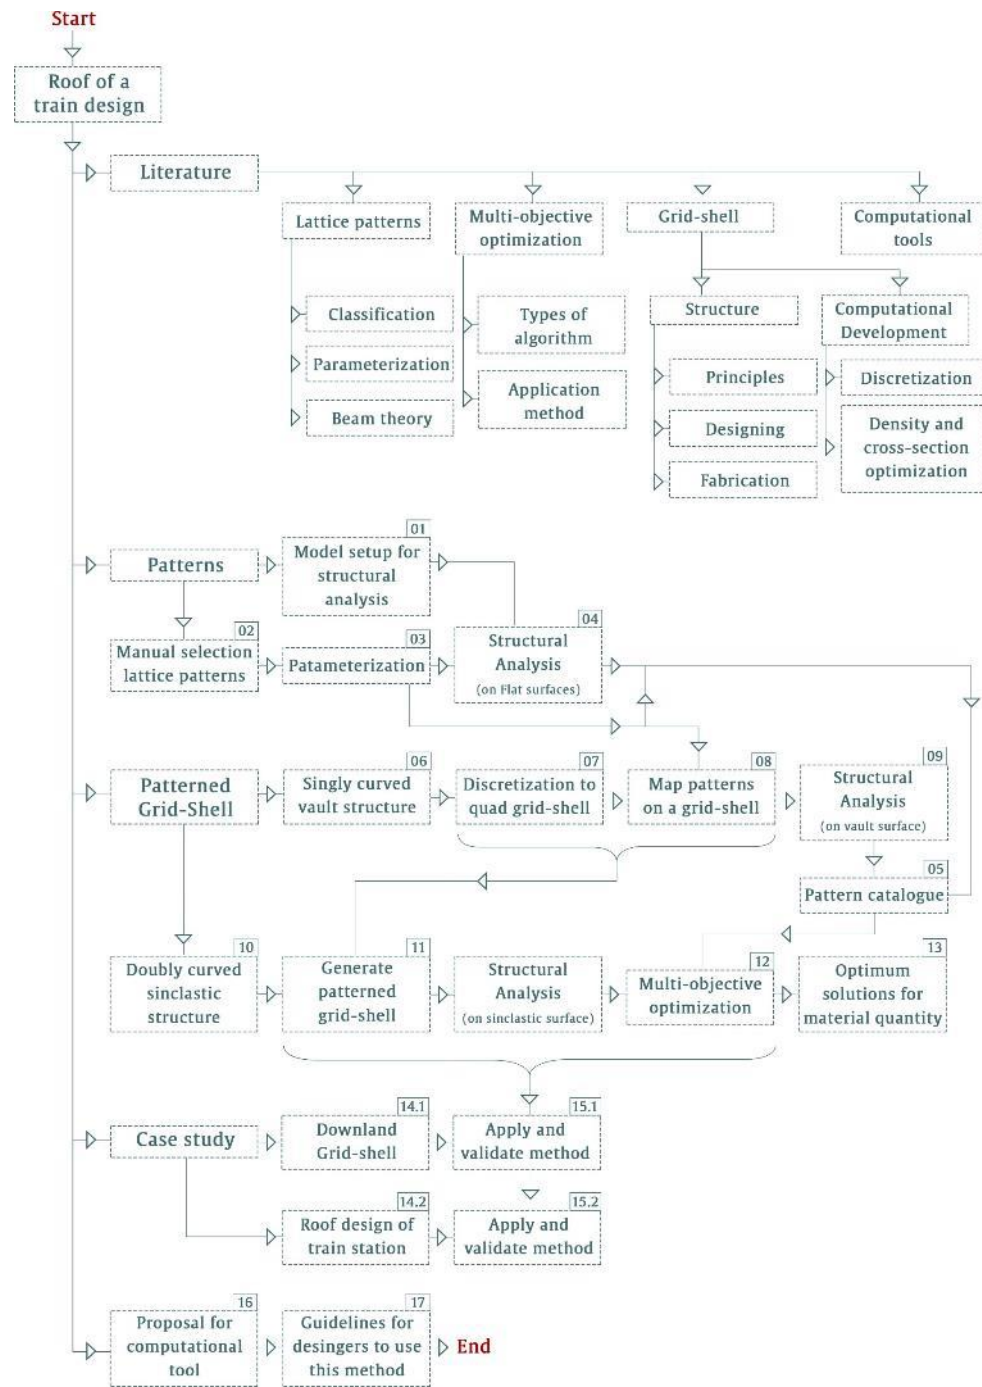 Start
Roof of a
train design
Literature
Lattice patterns
Multi-objective
optimization
Grid-shell
Computational
tools
Classification
Parameterization
Beam theory
Types of
algorithm
Application
method
Structure
Principles
Designing
Fabrication
Computational
Development
Discretization
Density and
cross-section
optimization
Patterns
01
Model setup for
structural
analysis
02
Manual selection
lattice patterns
03
Patameterization
04
Structural
Analysis
(on Flat surfaces)
Patterned
Grid-Shell
06
Singly curved
vault structure
07
Discretization to
quad grid-shell
08
Map patterns
on a grid-shell
09
Structural
Analysis
(on vault surface)
05
Pattern catalogue
10
Doubly curved
sinclastic
structure
11
Generate
patterned
grid-shell
Structural
Analysis
(on sinclastic surface)
12
Multi-objective
optimization
13
Optimum
solutions for
material quantity
Case study
14.1
Downland
Grid-shell
15.1
Apply and
validate method
14.2
Roof design of
train station
15.2
Apply and
validate method
16
Proposal for
computational
tool
17
Guidelines for
desingers to use
this method
End